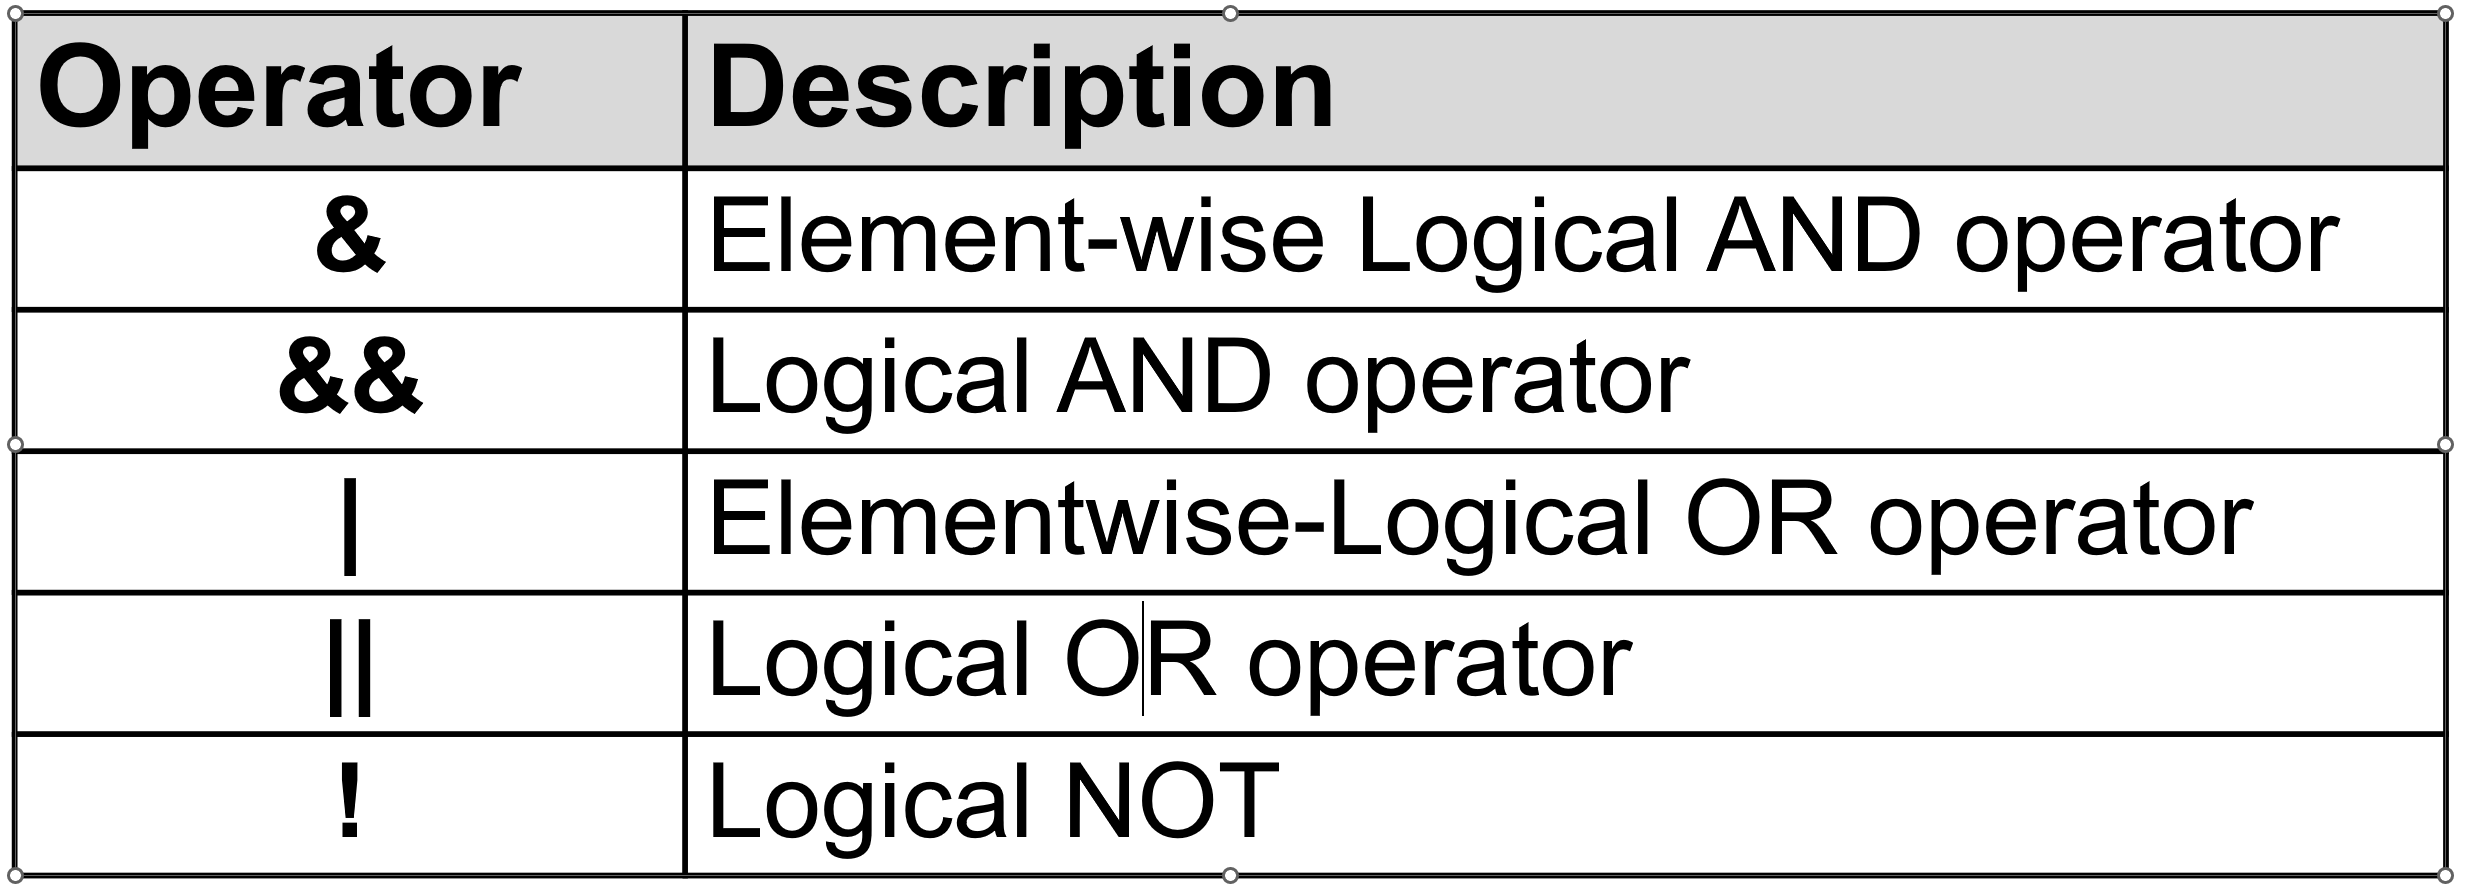 Operator Description
& Element-wise Logical AND operator
&& Logical AND operator
| Elementwise-Logical OR operator
|| Logical OR operator
! Logical NOT